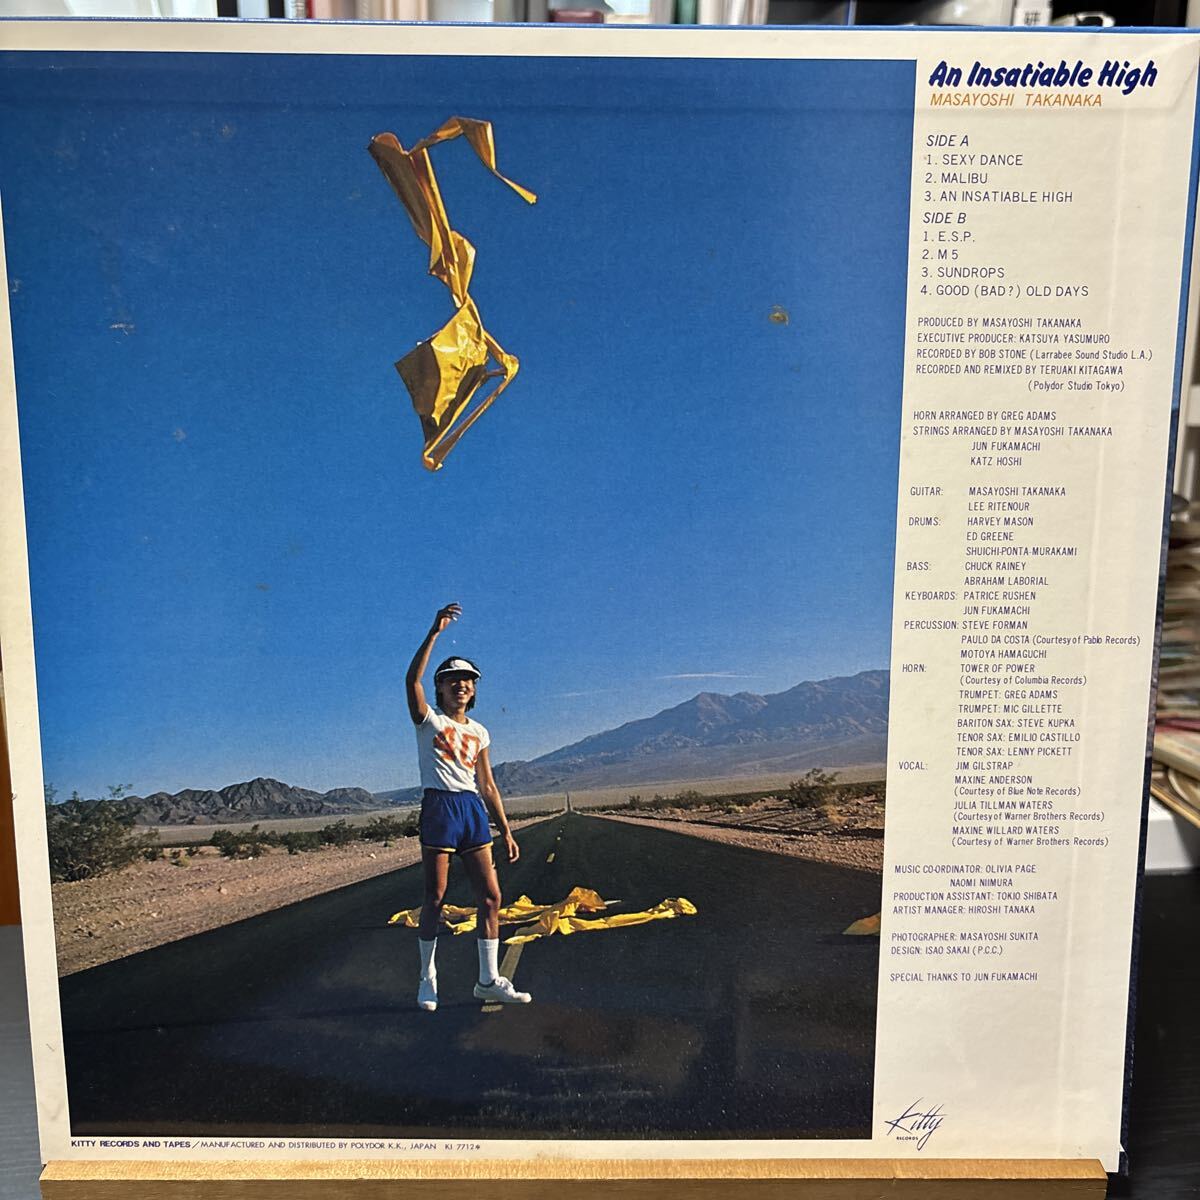 An Insatiable High
MASAYOSHI TAKANAKA
SIDE A
1. SEXY DANCE
2. MALIBU
3. AN INSATIABLE HIGH
SIDE B
1. E.S.P.
2. M 5
3. SUNDROPS
4. GOOD (BAD?) OLD DAYS
PRODUCED BY MASAYOSHI TAKANAKA
EXECUTIVE PRODUCER: KATSUYA YASUMURO
RECORDED BY BOB STONE (Larrabee Sound Studio L.A.)
RECORDED AND REMIXED BY TERUAKI KITAGAWA
(Polydor Studio Tokyo)
HORN ARRANGED BY GREG ADAMS
STRINGS ARRANGED BY MASAYOSHI TAKANAKA
JUN FUKAMACHI
KATZ HOSHI
GUITAR: MASAYOSHI TAKANAKA
LEE RITENOUR
DRUMS: HARVEY MASON
ED GREENE
SHUICHI-PONTA-MURAKAMI
BASS: CHUCK RAINEY
ABRAHAM LABORIAL
KEYBOARDS: PATRICE RUSHEN
JUN FUKAMACHI
PERCUSSION: STEVE FORMAN
PAULO DA COSTA (Courtesy of Pablo Records)
MOTOYA HAMAGUCHI
HORN: TOWER OF POWER
(Courtesy of Columbia Records)
TRUMPET: GREG ADAMS
TRUMPET: MIC GILLETTE
BARITON SAX: STEVE KUPKA
TENOR SAX: EMILIO CASTILLO
TENOR SAX: LENNY PICKETT
VOCAL: JIM GILSTRAP
MAXINE ANDERSON
(Courtesy of Blue Note Records)
JULIA TILLMAN WATERS
(Courtesy of Warner Brothers Records)
MAXINE WILLARD WATERS
(Courtesy of Warner Brothers Records)
MUSIC CO-ORDINATOR: OLIVIA PAGE
NAOMI NIIMURA
PRODUCTION ASSISTANT: TOKIO SHIBATA
ARTIST MANAGER: HIROSHI TANAKA
PHOTOGRAPHER: MASAYOSHI SUKITA
DESIGN: ISAO SAKAI (P.C.C.)
SPECIAL THANKS TO JUN FUKAMACHI
Kitty
RECORDS
KITTY RECORDS AND TAPES / MANUFACTURED AND DISTRIBUTED BY POLYDOR K.K., JAPAN KI 7712*